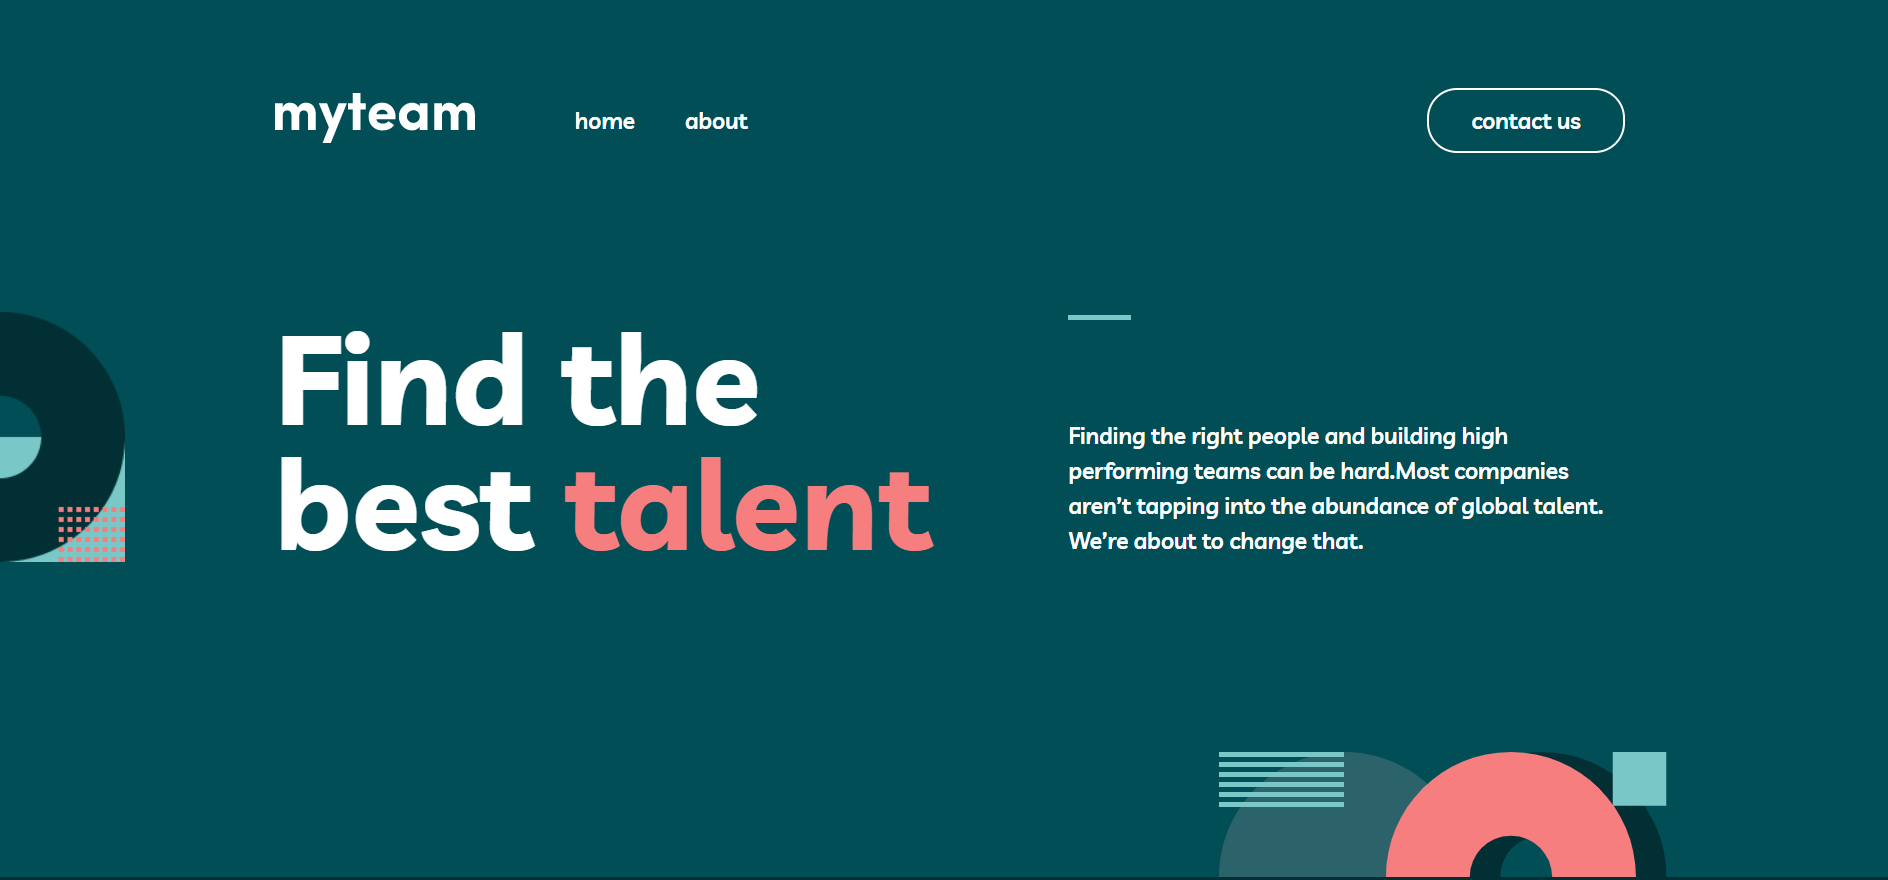 myteam
home
about
contact us
Find the
best talent
Finding the right people and building high
performing teams can be hard.Most companies
aren’t tapping into the abundance of global talent.
We’re about to change that.